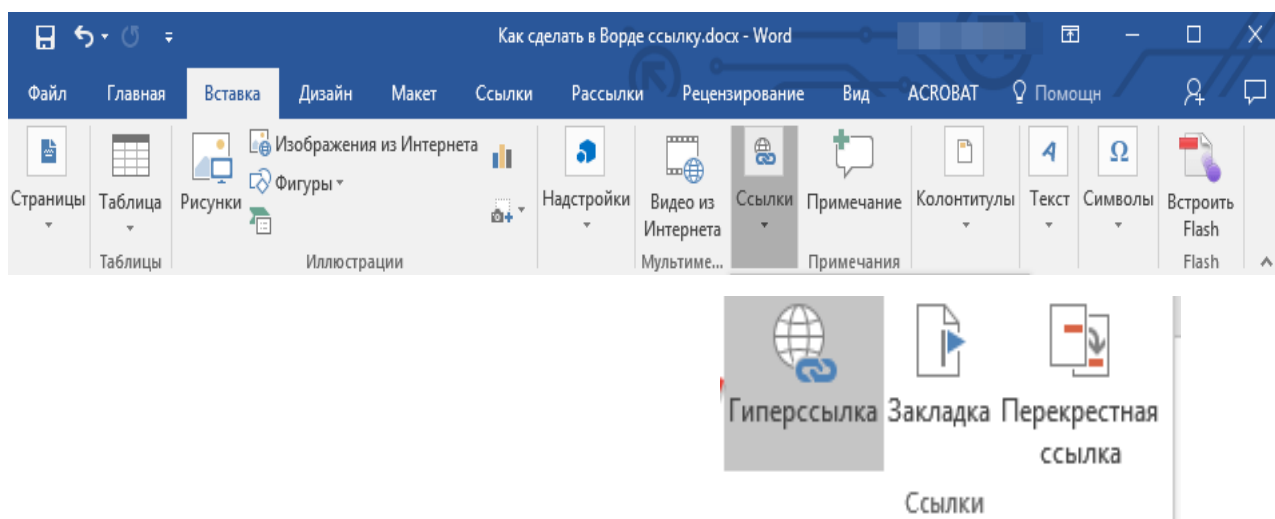 Как сделать в Ворде ссылку.docx - Word
Файл Главная Вставка Дизайн Макет Ссылки Рассылки Рецензирование Вид ACROBAT Помощн
Изображения из Интернета
Фигуры
Страницы Таблица Рисунки Надстройки Видео из Интернета Ссылки Примечание Колонтитулы Текст Символы Встроить Flash
Таблицы Иллюстрации Мультиме... Примечания Flash
Гиперссылка Закладка Перекрестная
ссылка
Ссылки